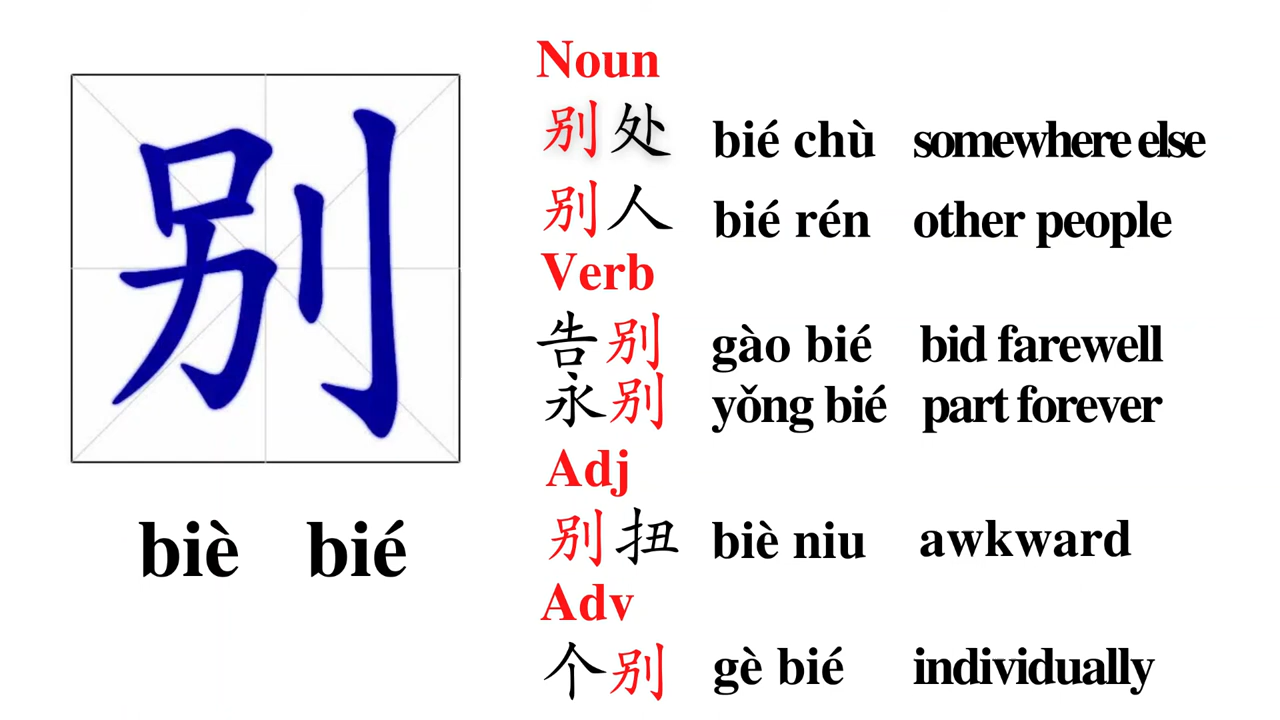 别
biè bié
Noun
别处 bié chù somewhere else
别人 bié rén other people
Verb
告别 gào bié bid farewell
永别 yǒng bié part forever
Adj
别扭 biè niu awkward
Adv
个别 gè bié individually